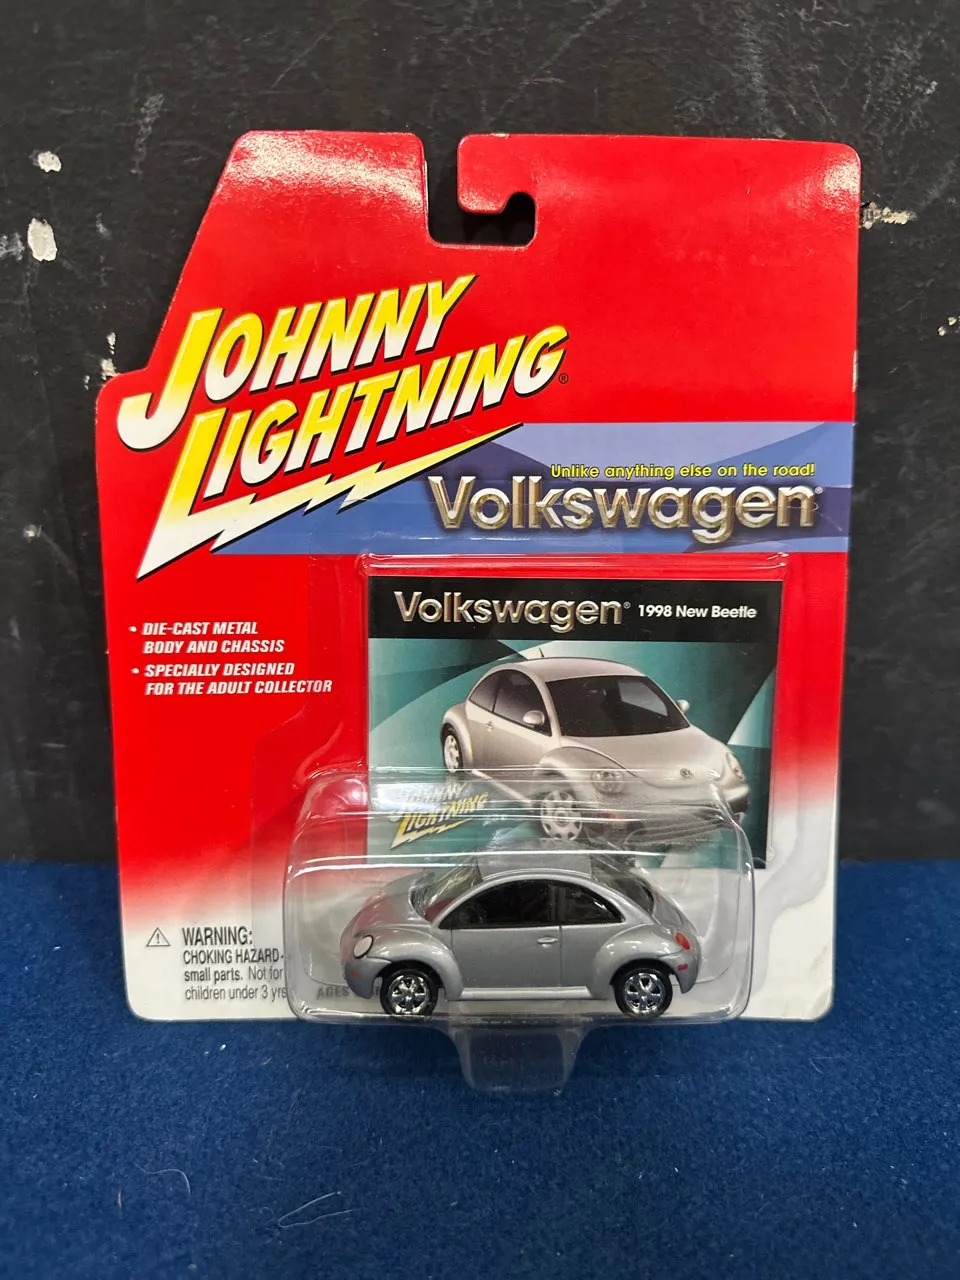 JOHNNY
LIGHTNING®
Unlike anything else on the road!
Volkswagen®
Volkswagen® 1998 New Beetle
• DIE-CAST METAL
BODY AND CHASSIS
• SPECIALLY DESIGNED
FOR THE ADULT COLLECTOR
JOHNNY
LIGHTNING
WARNING:
CHOKING HAZARD-
small parts. Not for
children under 3 yrs
AGES